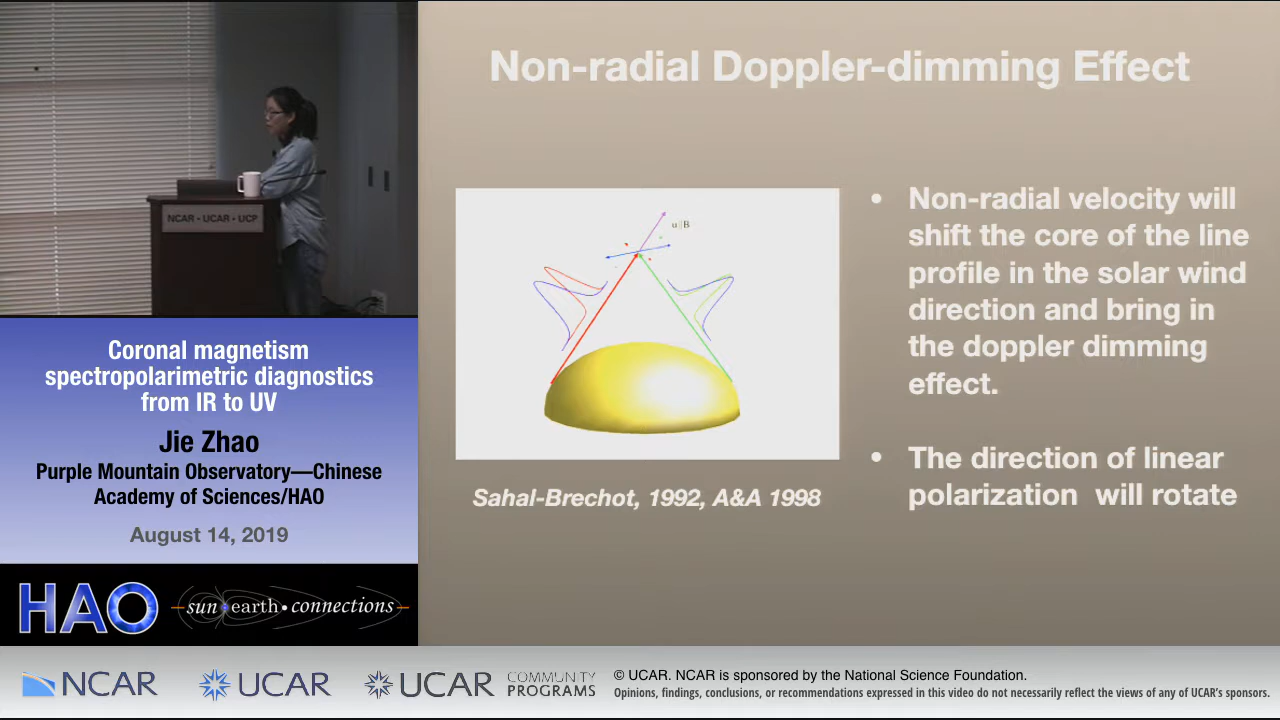 Non-radial Doppler-dimming Effect
u||B
• Non-radial velocity will
shift the core of the line
profile in the solar wind
direction and bring in
the doppler dimming
effect.
• The direction of linear
polarization will rotate
Sahal-Brechot, 1992, A&A 1998
NCAR · UCAR · UCP
Coronal magnetism
spectropolarimetric diagnostics
from IR to UV
Jie Zhao
Purple Mountain Observatory—Chinese
Academy of Sciences/HAO
August 14, 2019
HAO
sun•earth•connections
NCAR
UCAR
UCAR
COMMUNITY
PROGRAMS
© UCAR. NCAR is sponsored by the National Science Foundation.
Opinions, findings, conclusions, or recommendations expressed in this video do not necessarily reflect the views of any of UCAR's sponsors.